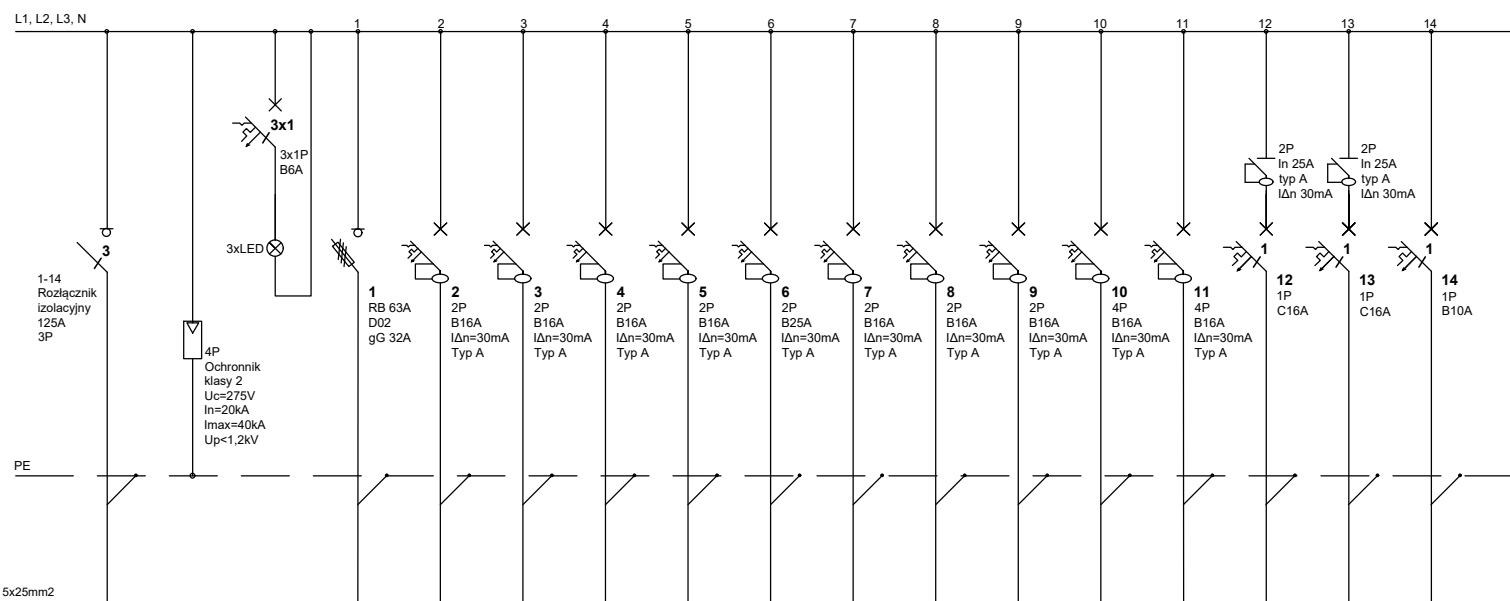 L1, L2, L3, N
1
2
3
4
5
6
7
8
9
10
11
12
13
14
3x1
3x1P
B6A
3xLED
3
1-14
Rozłącznik
izolacyjny
125A
3P
4P
Ochronnik
klasy 2
Uc=275V
In=20kA
Imax=40kA
Up<1,2kV
1
RB 63A
D02
gG 32A
2
2P
B16A
IΔn=30mA
Typ A
3
2P
B16A
IΔn=30mA
Typ A
4
2P
B16A
IΔn=30mA
Typ A
5
2P
B16A
IΔn=30mA
Typ A
6
2P
B25A
IΔn=30mA
Typ A
7
2P
B16A
IΔn=30mA
Typ A
8
2P
B16A
IΔn=30mA
Typ A
9
2P
B16A
IΔn=30mA
Typ A
10
4P
B16A
IΔn=30mA
Typ A
11
4P
B16A
IΔn=30mA
Typ A
2P
In 25A
typ A
IΔn 30mA
1
12
1P
C16A
2P
In 25A
typ A
IΔn 30mA
1
13
1P
C16A
1
14
1P
B10A
PE
5x25mm2